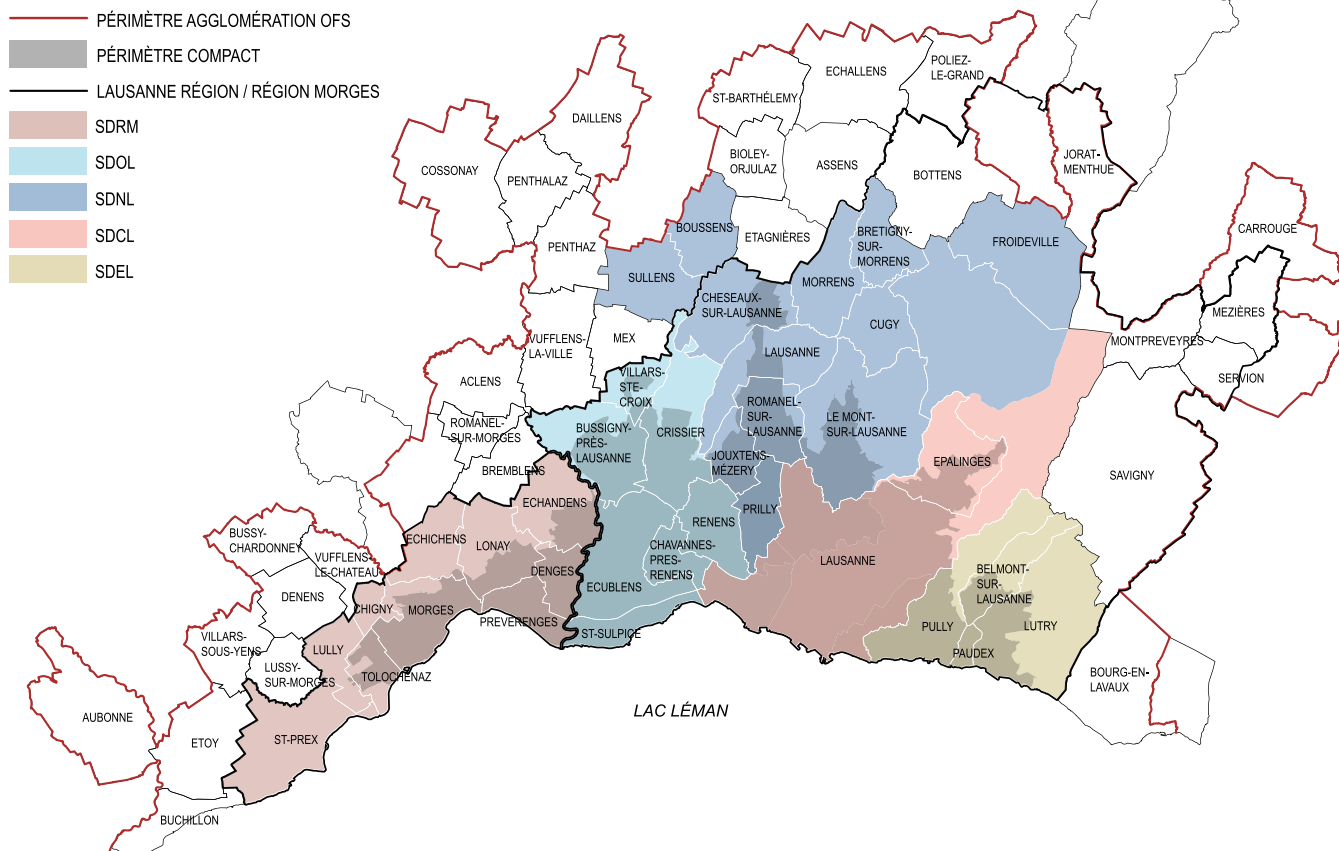 PÉRIMÈTRE AGGLOMÉRATION OFS
PÉRIMÈTRE COMPACT
LAUSANNE RÉGION / RÉGION MORGES
SDRM
SDOL
SDNL
SDCL
SDEL
DAILLENS
COSSONAY
PENTHALAZ
PENTHAZ
ECHALLENS
POLIEZ-
LE-GRAND
ST-BARTHÉLEMY
BIOLEY-
ORJULAZ
ASSENS
BOTTENS
JORAT-
MENTHUE
BOUSSENS
ETAGNIÈRES
BRETIGNY-
SUR-
MORRENS
FROIDEVILLE
CARROUGE
SULLENS
CHESEAUX-
SUR-LAUSANNE
MORRENS
CUGY
MEZIÈRES
MONTPREVEYRES
SERVION
VUFFLENS-
LA-VILLE
MEX
LAUSANNE
ACLENS
VILLARS-
STE-
CROIX
ROMANEL-
SUR-MORGES
BUSSIGNY-
PRÈS-
LAUSANNE
CRISSIER
ROMANEL-
SUR-
LAUSANNE
LE MONT-
SUR-LAUSANNE
JOUXTENS-
MÉZERY
EPALINGES
SAVIGNY
BREMBLENS
ECHANDENS
PRILLY
RENENS
ECHICHENS
LONAY
CHAVANNES-
PRES-
RENENS
BUSSY-
CHARDONNEY
VUFFLENS-
LE-CHATEAU
DENGES
ECUBLENS
LAUSANNE
BELMONT-
SUR-
LAUSANNE
DENENS
CHIGNY
MORGES
PREVERENGES
ST-SULPICE
PULLY
LUTRY
PAUDEX
VILLARS-
SOUS-YENS
LULLY
LUSSY-
SUR-MORGES
TOLOCHENAZ
BOURG-EN-
LAVAUX
AUBONNE
ETOY
ST-PREX
LAC LÉMAN
BUCHILLON